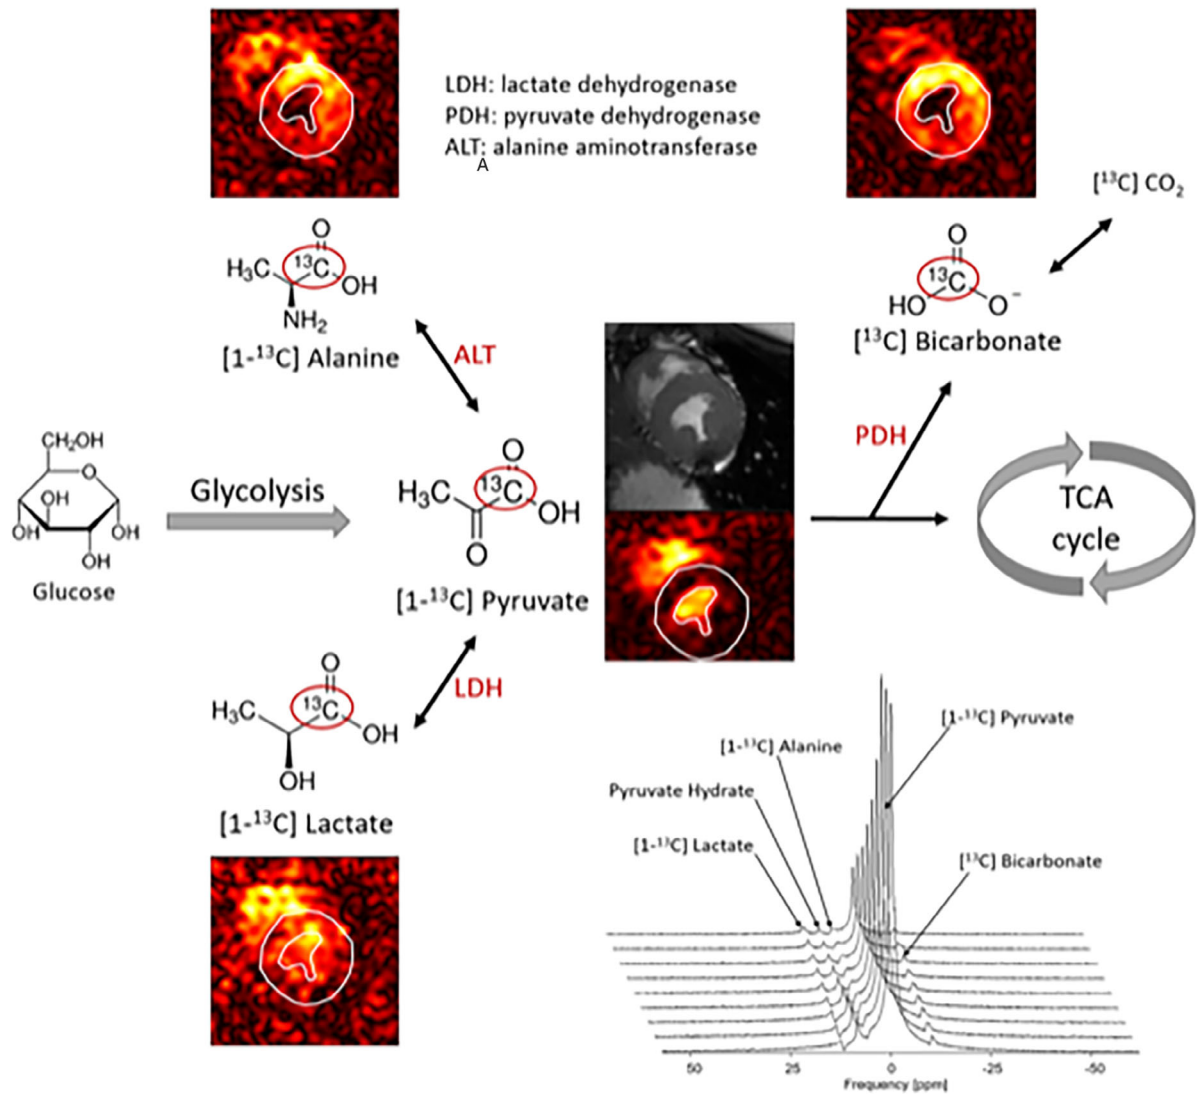 LDH: lactate dehydrogenase
PDH: pyruvate dehydrogenase
ALT: alanine aminotransferase
A
[¹³C] CO₂
O
H₃C
¹³C
OH
NH₂
[1-¹³C] Alanine
ALT
O
¹³C
HO
O⁻
[¹³C] Bicarbonate
PDH
CH₂OH
O
OH
OH
OH
OH
Glucose
Glycolysis
O
H₃C
¹³C
OH
O
[1-¹³C] Pyruvate
TCA
cycle
LDH
O
H₃C
¹³C
OH
OH
[1-¹³C] Lactate
[1-¹³C] Pyruvate
[1-¹³C] Alanine
Pyruvate Hydrate
[1-¹³C] Lactate
[¹³C] Bicarbonate
50 25 0 -25 -50
Frequency [ppm]